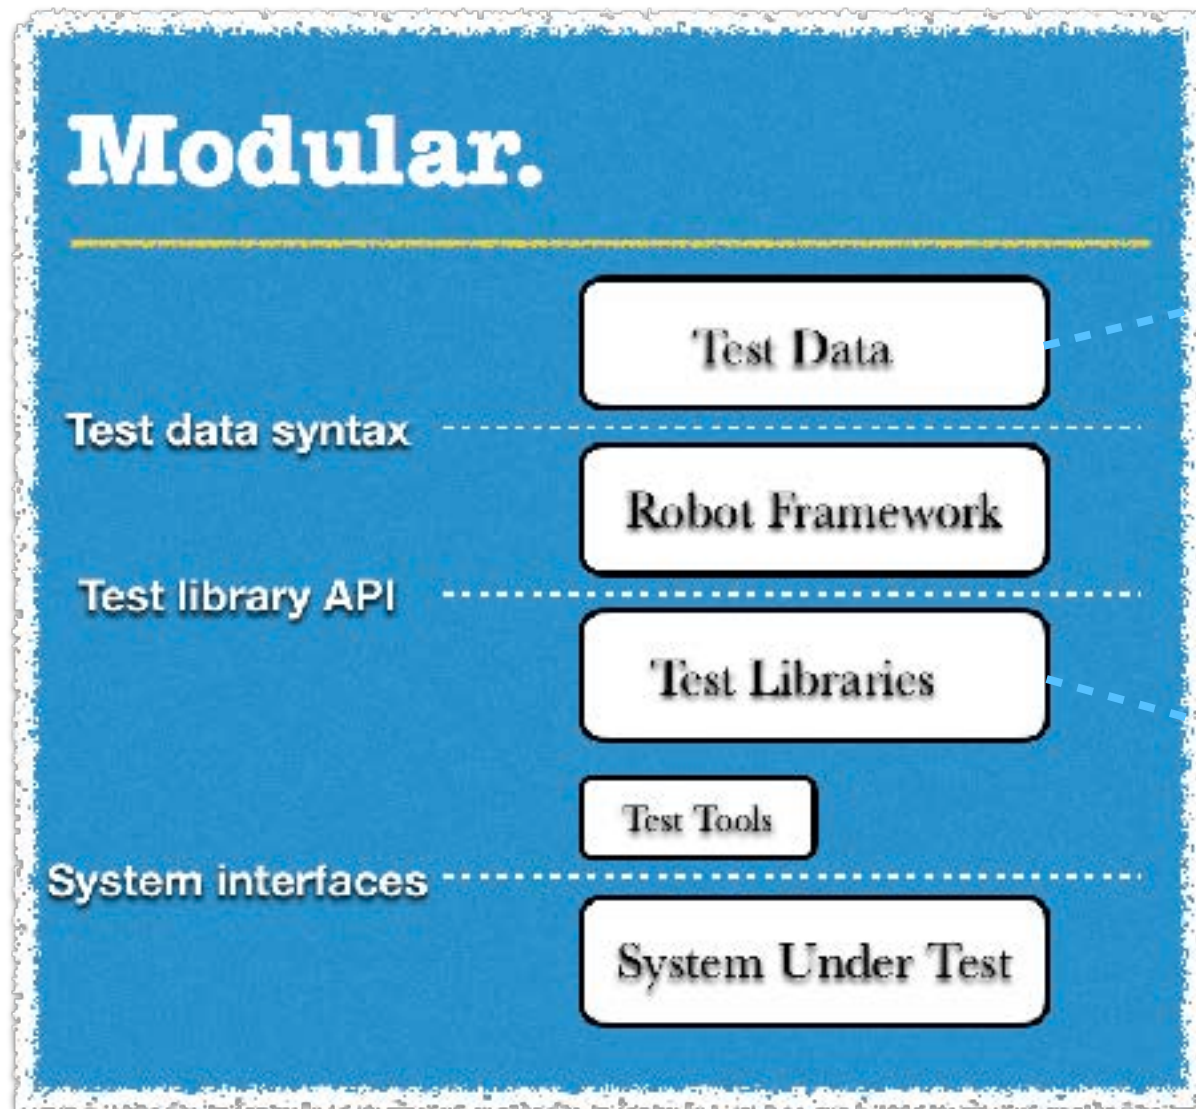 Modular.
Test Data
Test data syntax
Robot Framework
Test library API
Test Libraries
Test Tools
System interfaces
System Under Test